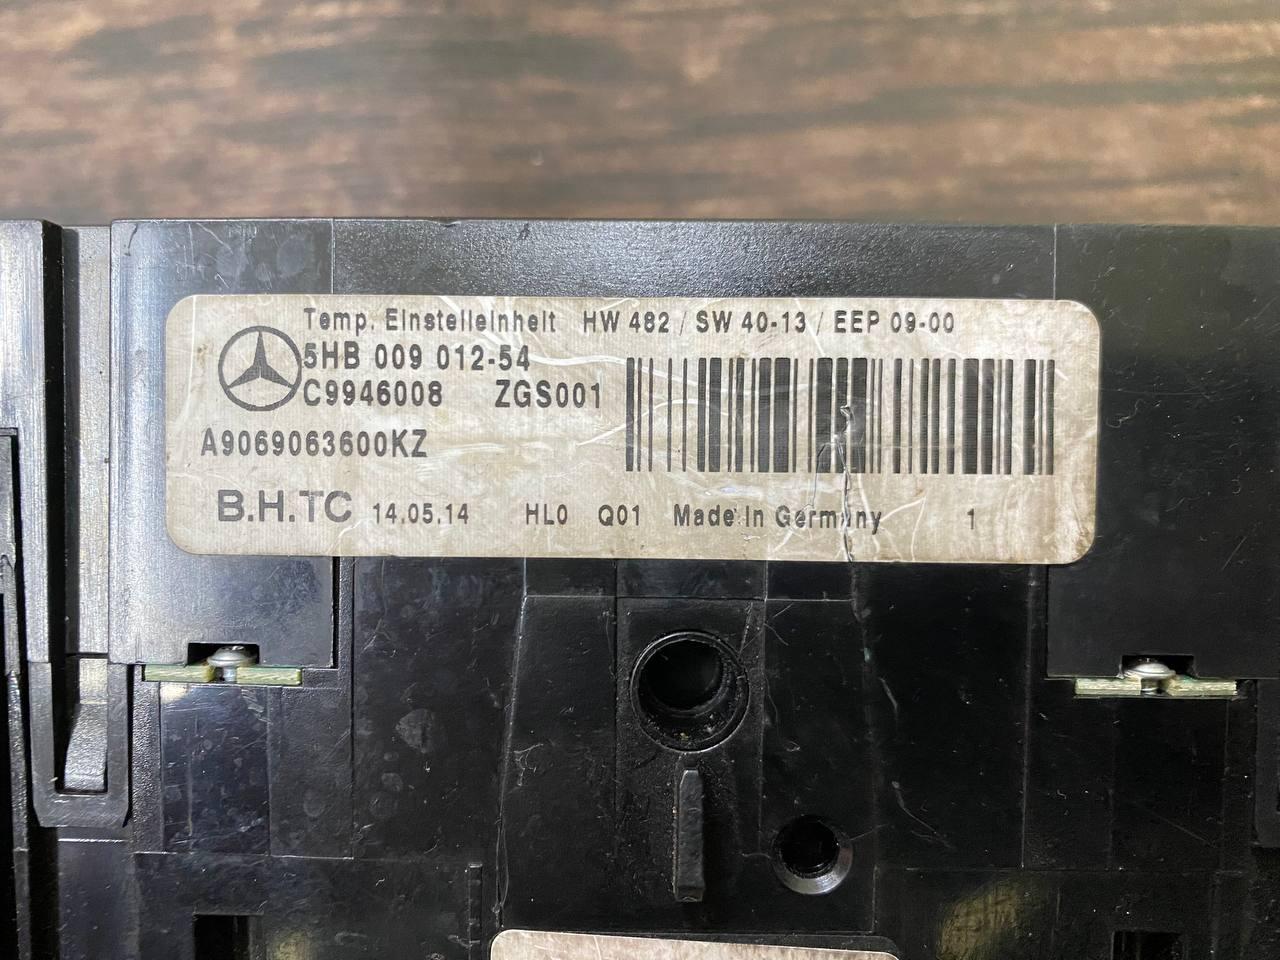 Temp. Einstelleinheit HW 482 / SW 40-13 / EEP 09-00
5HB 009 012-54
C9946008 ZGS001
A9069063600KZ
B.H.TC 14.05.14 HL0 Q01 Made in Germany 1